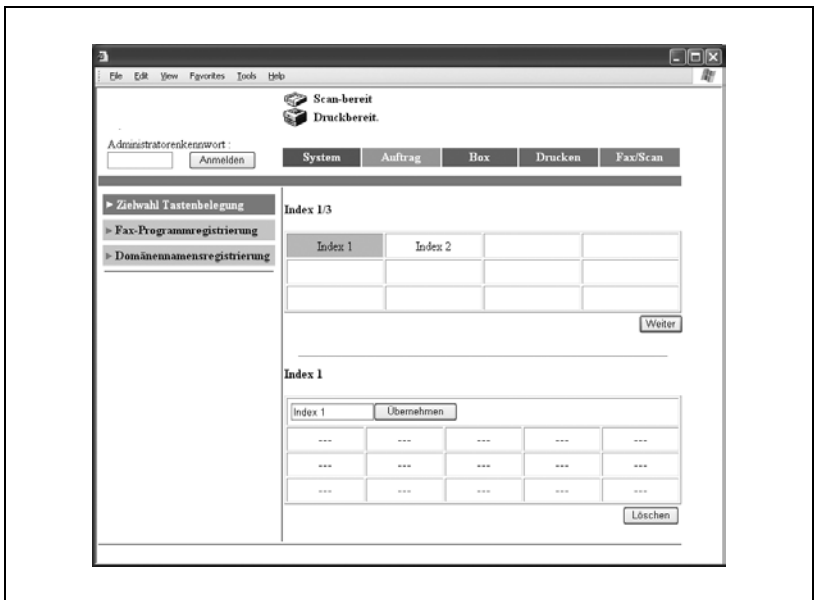 File Edit View Favorites Tools Help
Scan-bereit
Druckbereit.
Administratorenkennwort :
Anmelden
System Auftrag Box Drucken Fax/Scan
Zielwahl Tastenbelegung
Fax-Programmregistrierung
Domänennamensregistrierung
Index 1/3
Index 1 Index 2
Weiter
Index 1
Index 1 Übernehmen
--- --- --- --- ---
--- --- --- --- ---
--- --- --- --- ---
Löschen